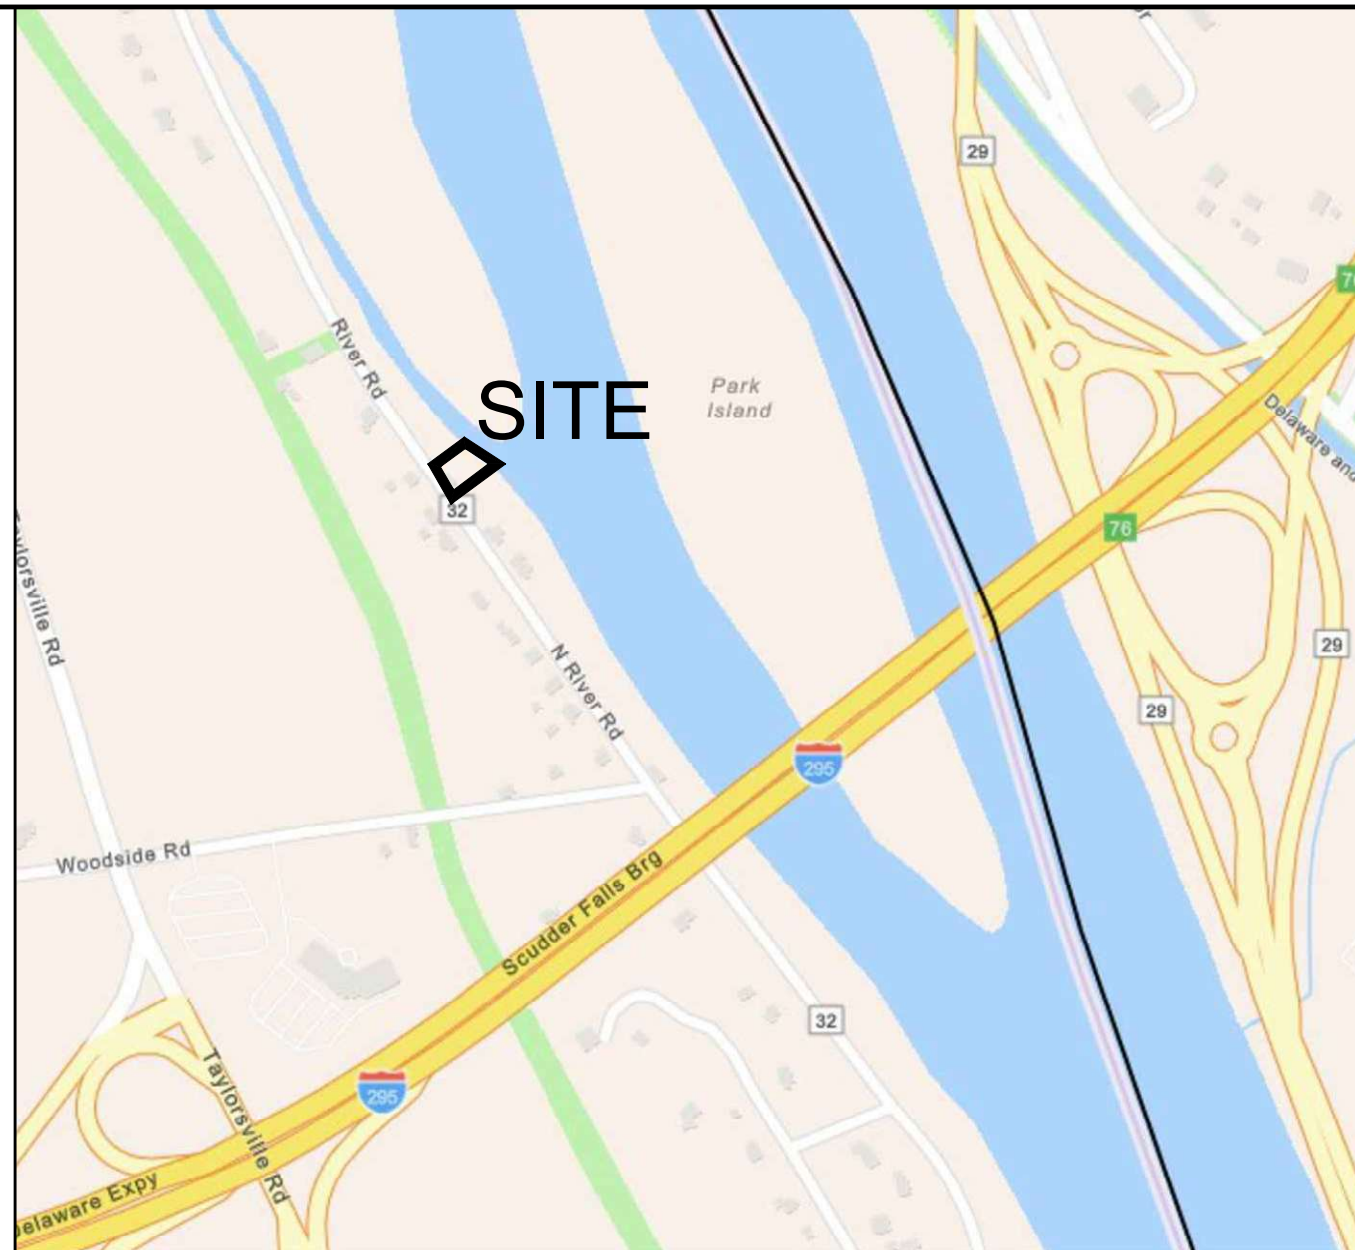 29
76
River Rd
SITE
Park
Island
Delaware and
32
76
Taylorsville Rd
29
N River Rd
29
295
Woodside Rd
Scudder Falls Brg
32
295
Taylorsville Rd
Delaware Expy